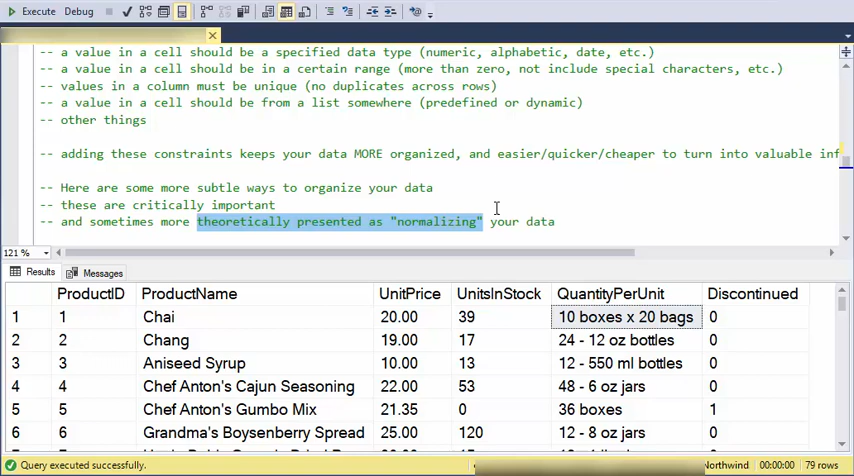 Execute Debug
-- a value in a cell should be a specified data type (numeric, alphabetic, date, etc.)
-- a value in a cell should be in a certain range (more than zero, not include special characters, etc.)
-- values in a column must be unique (no duplicates across rows)
-- a value in a cell should be from a list somewhere (predefined or dynamic)
-- other things
-- adding these constraints keeps your data MORE organized, and easier/quicker/cheaper to turn into valuable inf
-- Here are some more subtle ways to organize your data
-- these are critically important
-- and sometimes more theoretically presented as "normalizing" your data
121 %
Results Messages
ProductID ProductName UnitPrice UnitsInStock QuantityPerUnit Discontinued
1 1 Chai 20.00 39 10 boxes x 20 bags 0
2 2 Chang 19.00 17 24 - 12 oz bottles 0
3 3 Aniseed Syrup 10.00 13 12 - 550 ml bottles 0
4 4 Chef Anton's Cajun Seasoning 22.00 53 48 - 6 oz jars 0
5 5 Chef Anton's Gumbo Mix 21.35 0 36 boxes 1
6 6 Grandma's Boysenberry Spread 25.00 120 12 - 8 oz jars 0
Query executed successfully. Northwind 00:00:00 79 rows